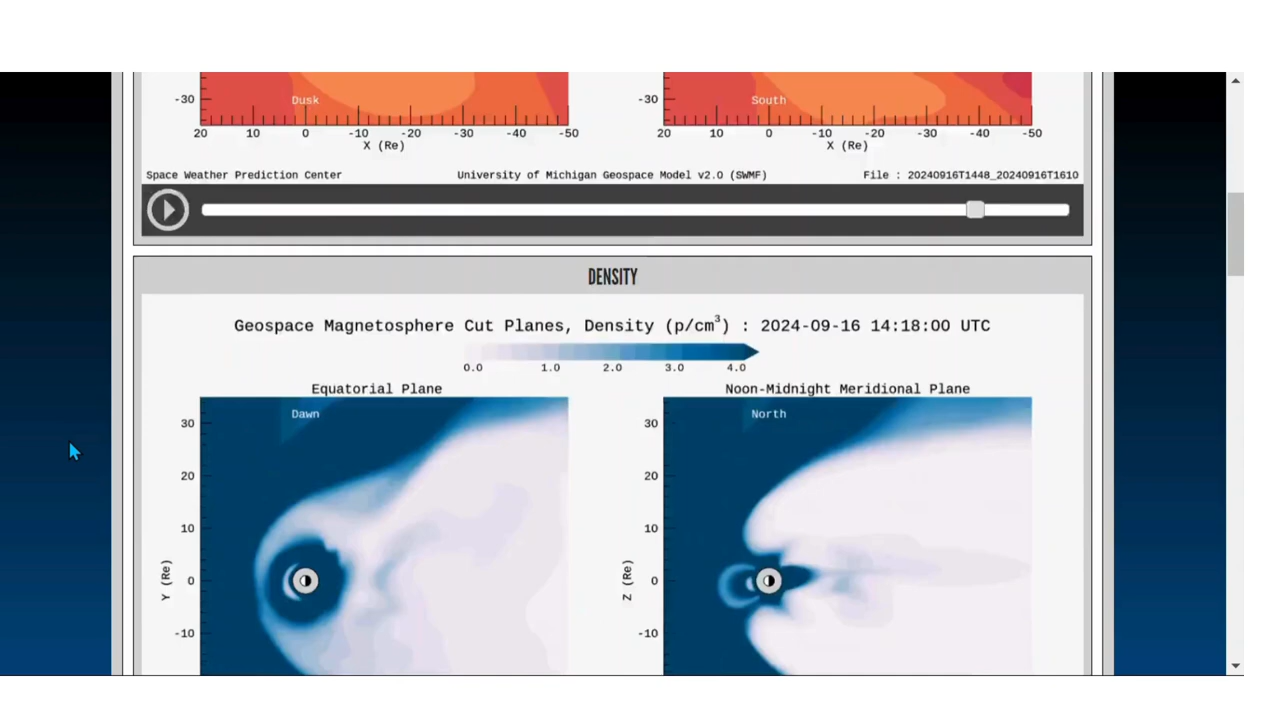 -30 Dusk -30 South
20 10 0 -10 -20 -30 -40 -50 20 10 0 -10 -20 -30 -40 -50
X (Re) X (Re)
Space Weather Prediction Center University of Michigan Geospace Model v2.0 (SWMF) File : 20240916T1448_20240916T1610
DENSITY
Geospace Magnetosphere Cut Planes, Density (p/cm³) : 2024-09-16 14:18:00 UTC
0.0 1.0 2.0 3.0 4.0
Equatorial Plane Noon-Midnight Meridional Plane
30 Dawn 30 North
20 20
10 10
0 0
Y (Re) Z (Re)
-10 -10